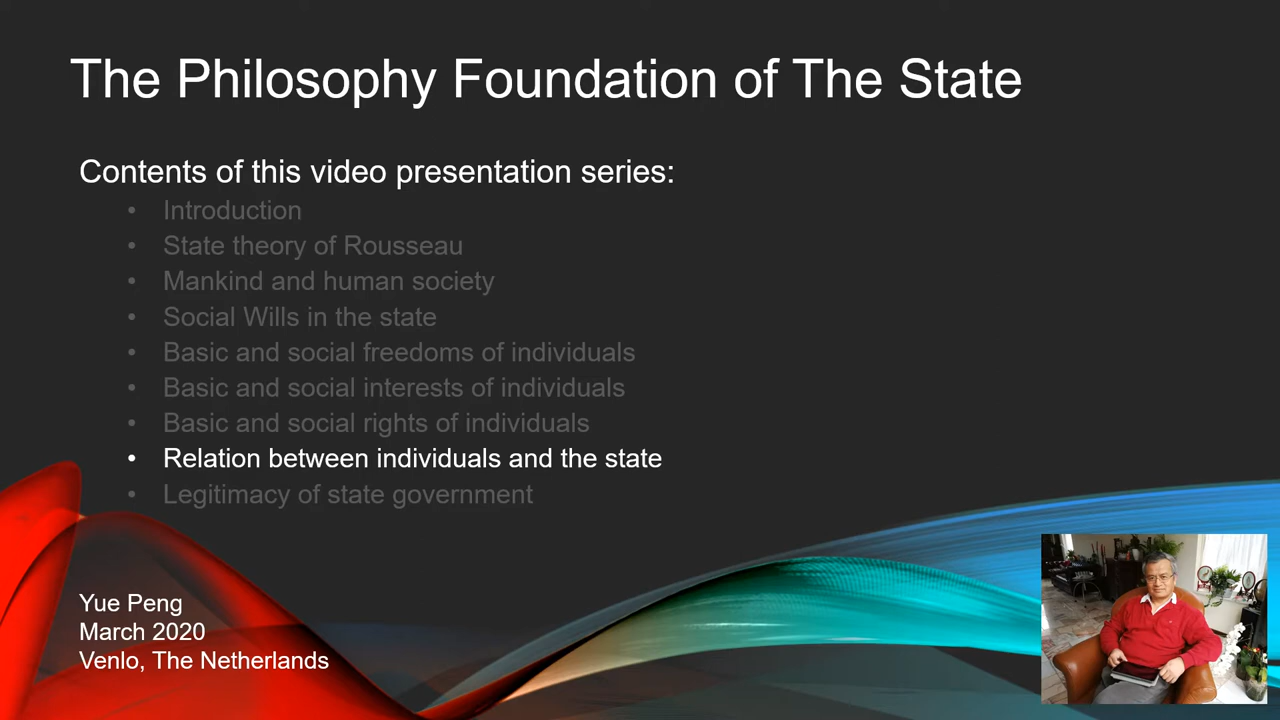 The Philosophy Foundation of The State
Contents of this video presentation series:
• Introduction
• State theory of Rousseau
• Mankind and human society
• Social Wills in the state
• Basic and social freedoms of individuals
• Basic and social interests of individuals
• Basic and social rights of individuals
• Relation between individuals and the state
• Legitimacy of state government
Yue Peng
March 2020
Venlo, The Netherlands